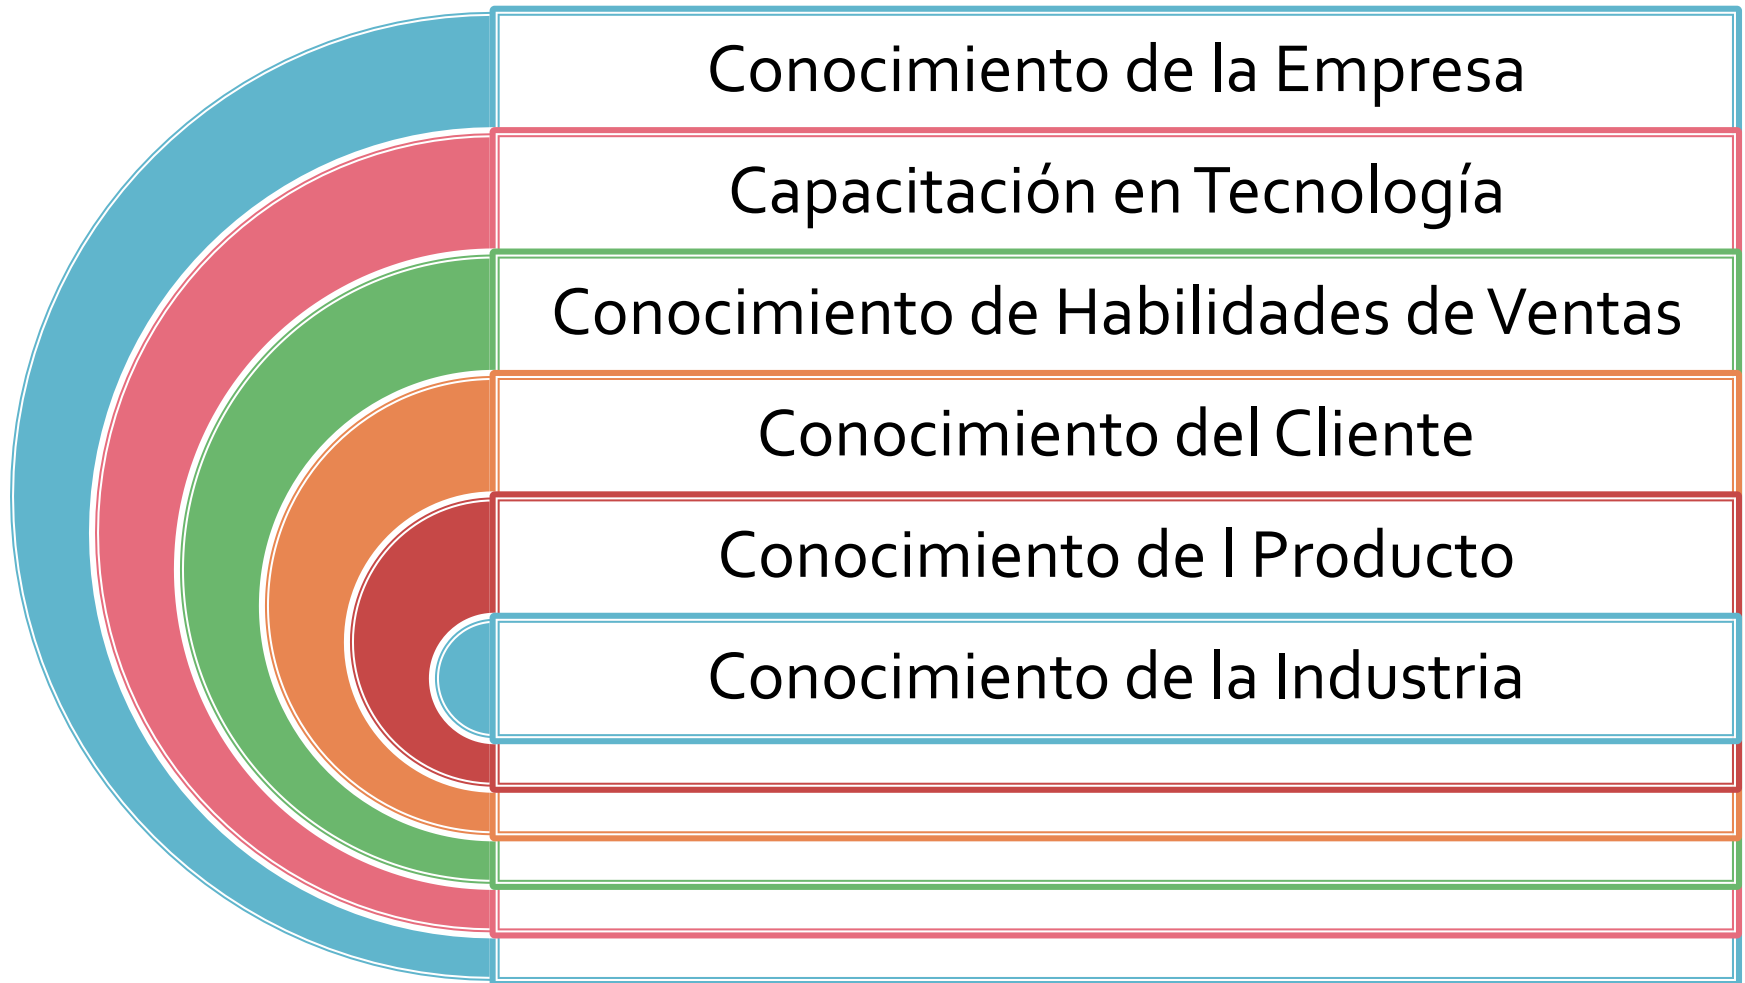 Conocimiento de la Empresa
Capacitación en Tecnología
Conocimiento de Habilidades de Ventas
Conocimiento del Cliente
Conocimiento de l Producto
Conocimiento de la Industria